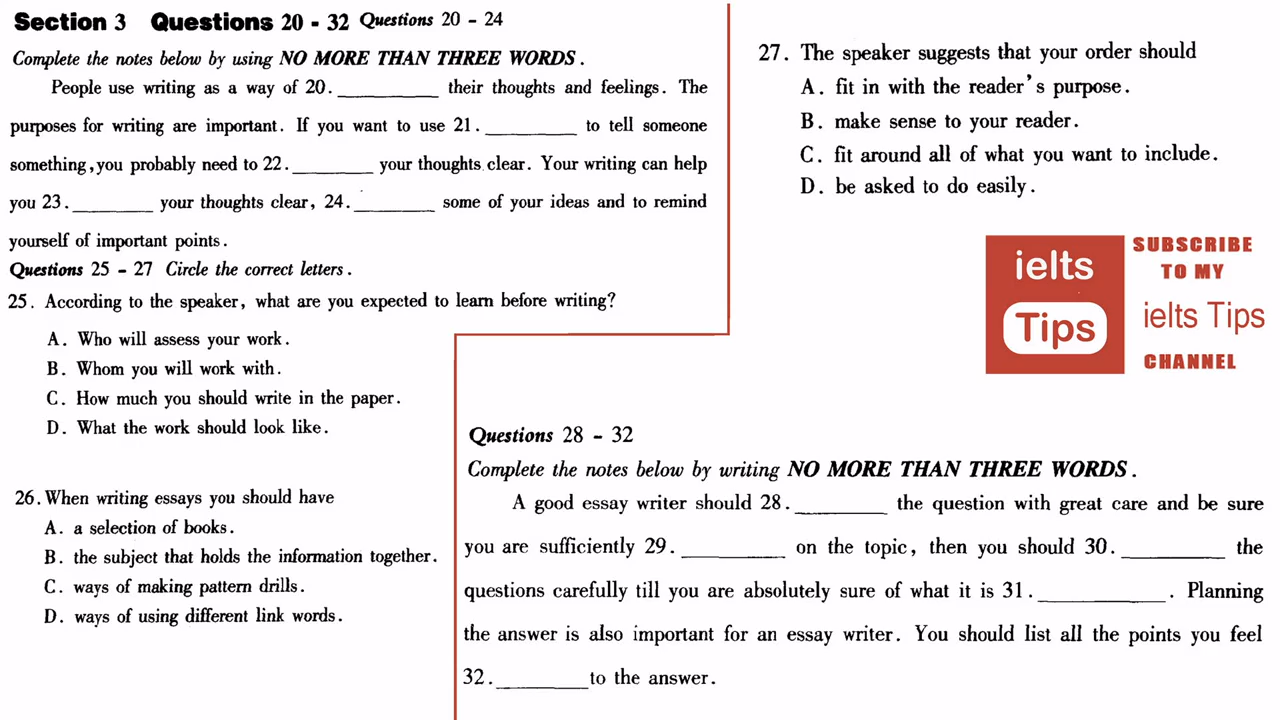 Section 3 Questions 20 - 32 Questions 20 - 24
Complete the notes below by using NO MORE THAN THREE WORDS.
People use writing as a way of 20. __________ their thoughts and feelings. The
purposes for writing are important. If you want to use 21. __________ to tell someone
something, you probably need to 22. __________ your thoughts clear. Your writing can help
you 23. __________ your thoughts clear, 24. __________ some of your ideas and to remind
yourself of important points.
Questions 25 - 27 Circle the correct letters.
25. According to the speaker, what are you expected to learn before writing?
A. Who will assess your work.
B. Whom you will work with.
C. How much you should write in the paper.
D. What the work should look like.
26. When writing essays you should have
A. a selection of books.
B. the subject that holds the information together.
C. ways of making pattern drills.
D. ways of using different link words.
27. The speaker suggests that your order should
A. fit in with the reader's purpose.
B. make sense to your reader.
C. fit around all of what you want to include.
D. be asked to do easily.
ielts
Tips
SUBSCRIBE
TO MY
ielts Tips
CHANNEL
Questions 28 - 32
Complete the notes below by writing NO MORE THAN THREE WORDS.
A good essay writer should 28. __________ the question with great care and be sure
you are sufficiently 29. __________ on the topic, then you should 30. __________ the
questions carefully till you are absolutely sure of what it is 31. __________. Planning
the answer is also important for an essay writer. You should list all the points you feel
32. __________ to the answer.